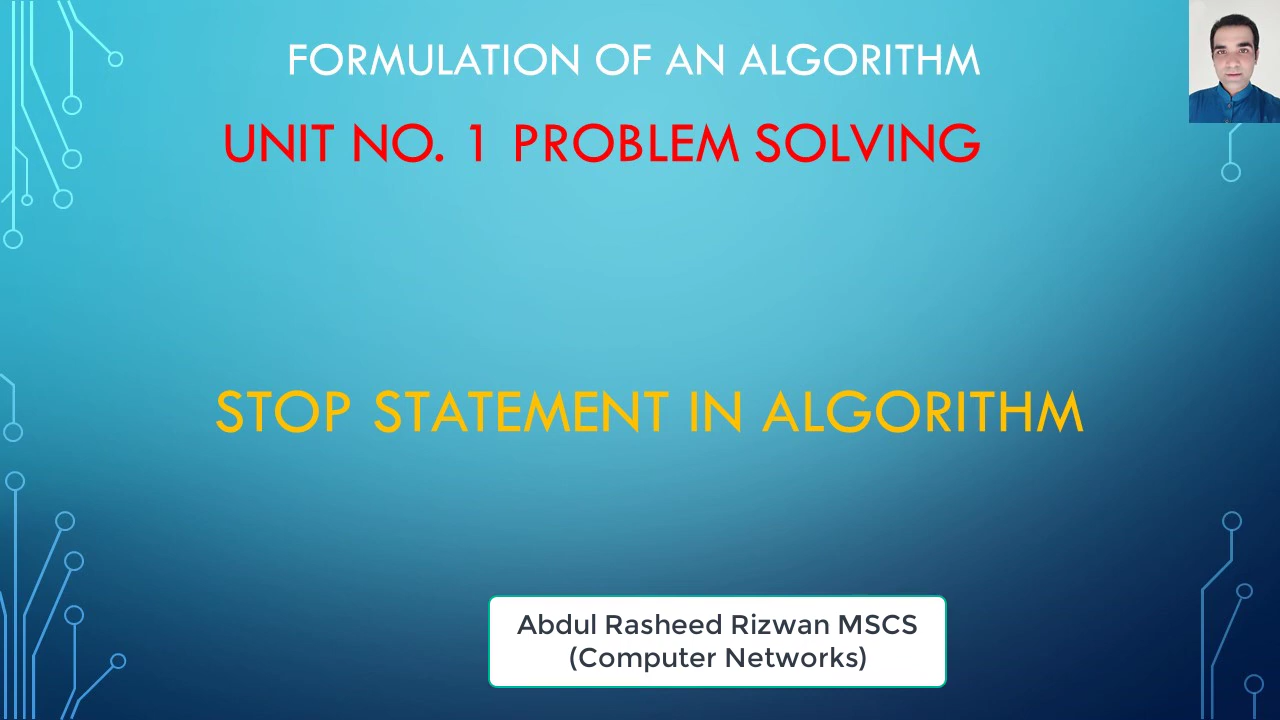 FORMULATION OF AN ALGORITHM
UNIT NO. 1 PROBLEM SOLVING
STOP STATEMENT IN ALGORITHM
Abdul Rasheed Rizwan MSCS
(Computer Networks)